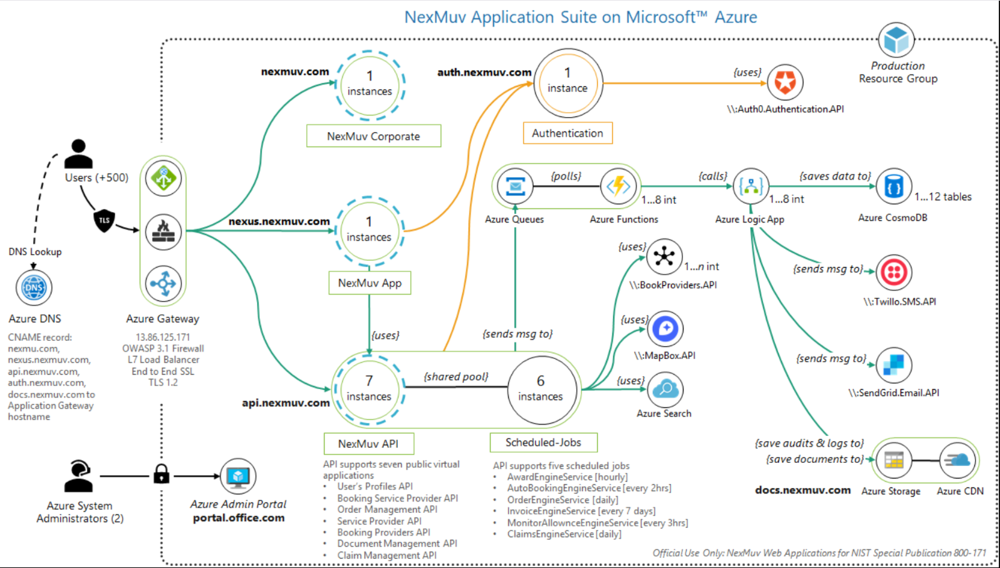 NexMuv Application Suite on Microsoft™ Azure
Production
Resource Group
nexmuv.com
1
instances
NexMuv Corporate
auth.nexmuv.com
1
instance
Authentication
{uses}
\\:Auth0.Authentication.API
Users (+500)
TLS
DNS Lookup
DNS
Azure DNS
CNAME record:
nexmu.com,
nexus.nexmuv.com,
api.nexmuv.com,
auth.nexmuv.com,
docs.nexmuv.com to
Application Gateway
hostname
Azure Gateway
13.86.125.171
OWASP 3.1 Firewall
L7 Load Balancer
End to End SSL
TLS 1.2
nexus.nexmuv.com
1
instances
NexMuv App
{uses}
{polls}
Azure Queues
Azure Functions
1...8 int
{calls}
Azure Logic App
1...8 int
{saves data to}
1...12 tables
Azure CosmoDB
{uses}
1...n int
\\:BookProviders.API
{uses}
\\:MapBox.API
{uses}
Azure Search
{sends msg to}
{sends msg to}
\\:Twillo.SMS.API
{sends msg to}
\\:SendGrid.Email.API
api.nexmuv.com
7
instances
{shared pool}
6
instances
NexMuv API
API supports seven public virtual
applications
• User's Profiles API
• Booking Service Provider API
• Order Management API
• Service Provider API
• Booking Providers API
• Document Management API
• Claim Management API
Scheduled-Jobs
API supports five scheduled jobs
• AwardEngineService [hourly]
• AutoBookingEngineService [every 2hrs]
• OrderEngineService [daily]
• InvoiceEngineService [every 7 days]
• MonitorAllownceEngineService [every 3hrs]
• ClaimsEngineService [daily]
{save audits & logs to}
{save documents to}
docs.nexmuv.com
Azure Storage
Azure CDN
Azure System
Administrators (2)
Azure Admin Portal
portal.office.com
Official Use Only: NexMuv Web Applications for NIST Special Publication 800-171